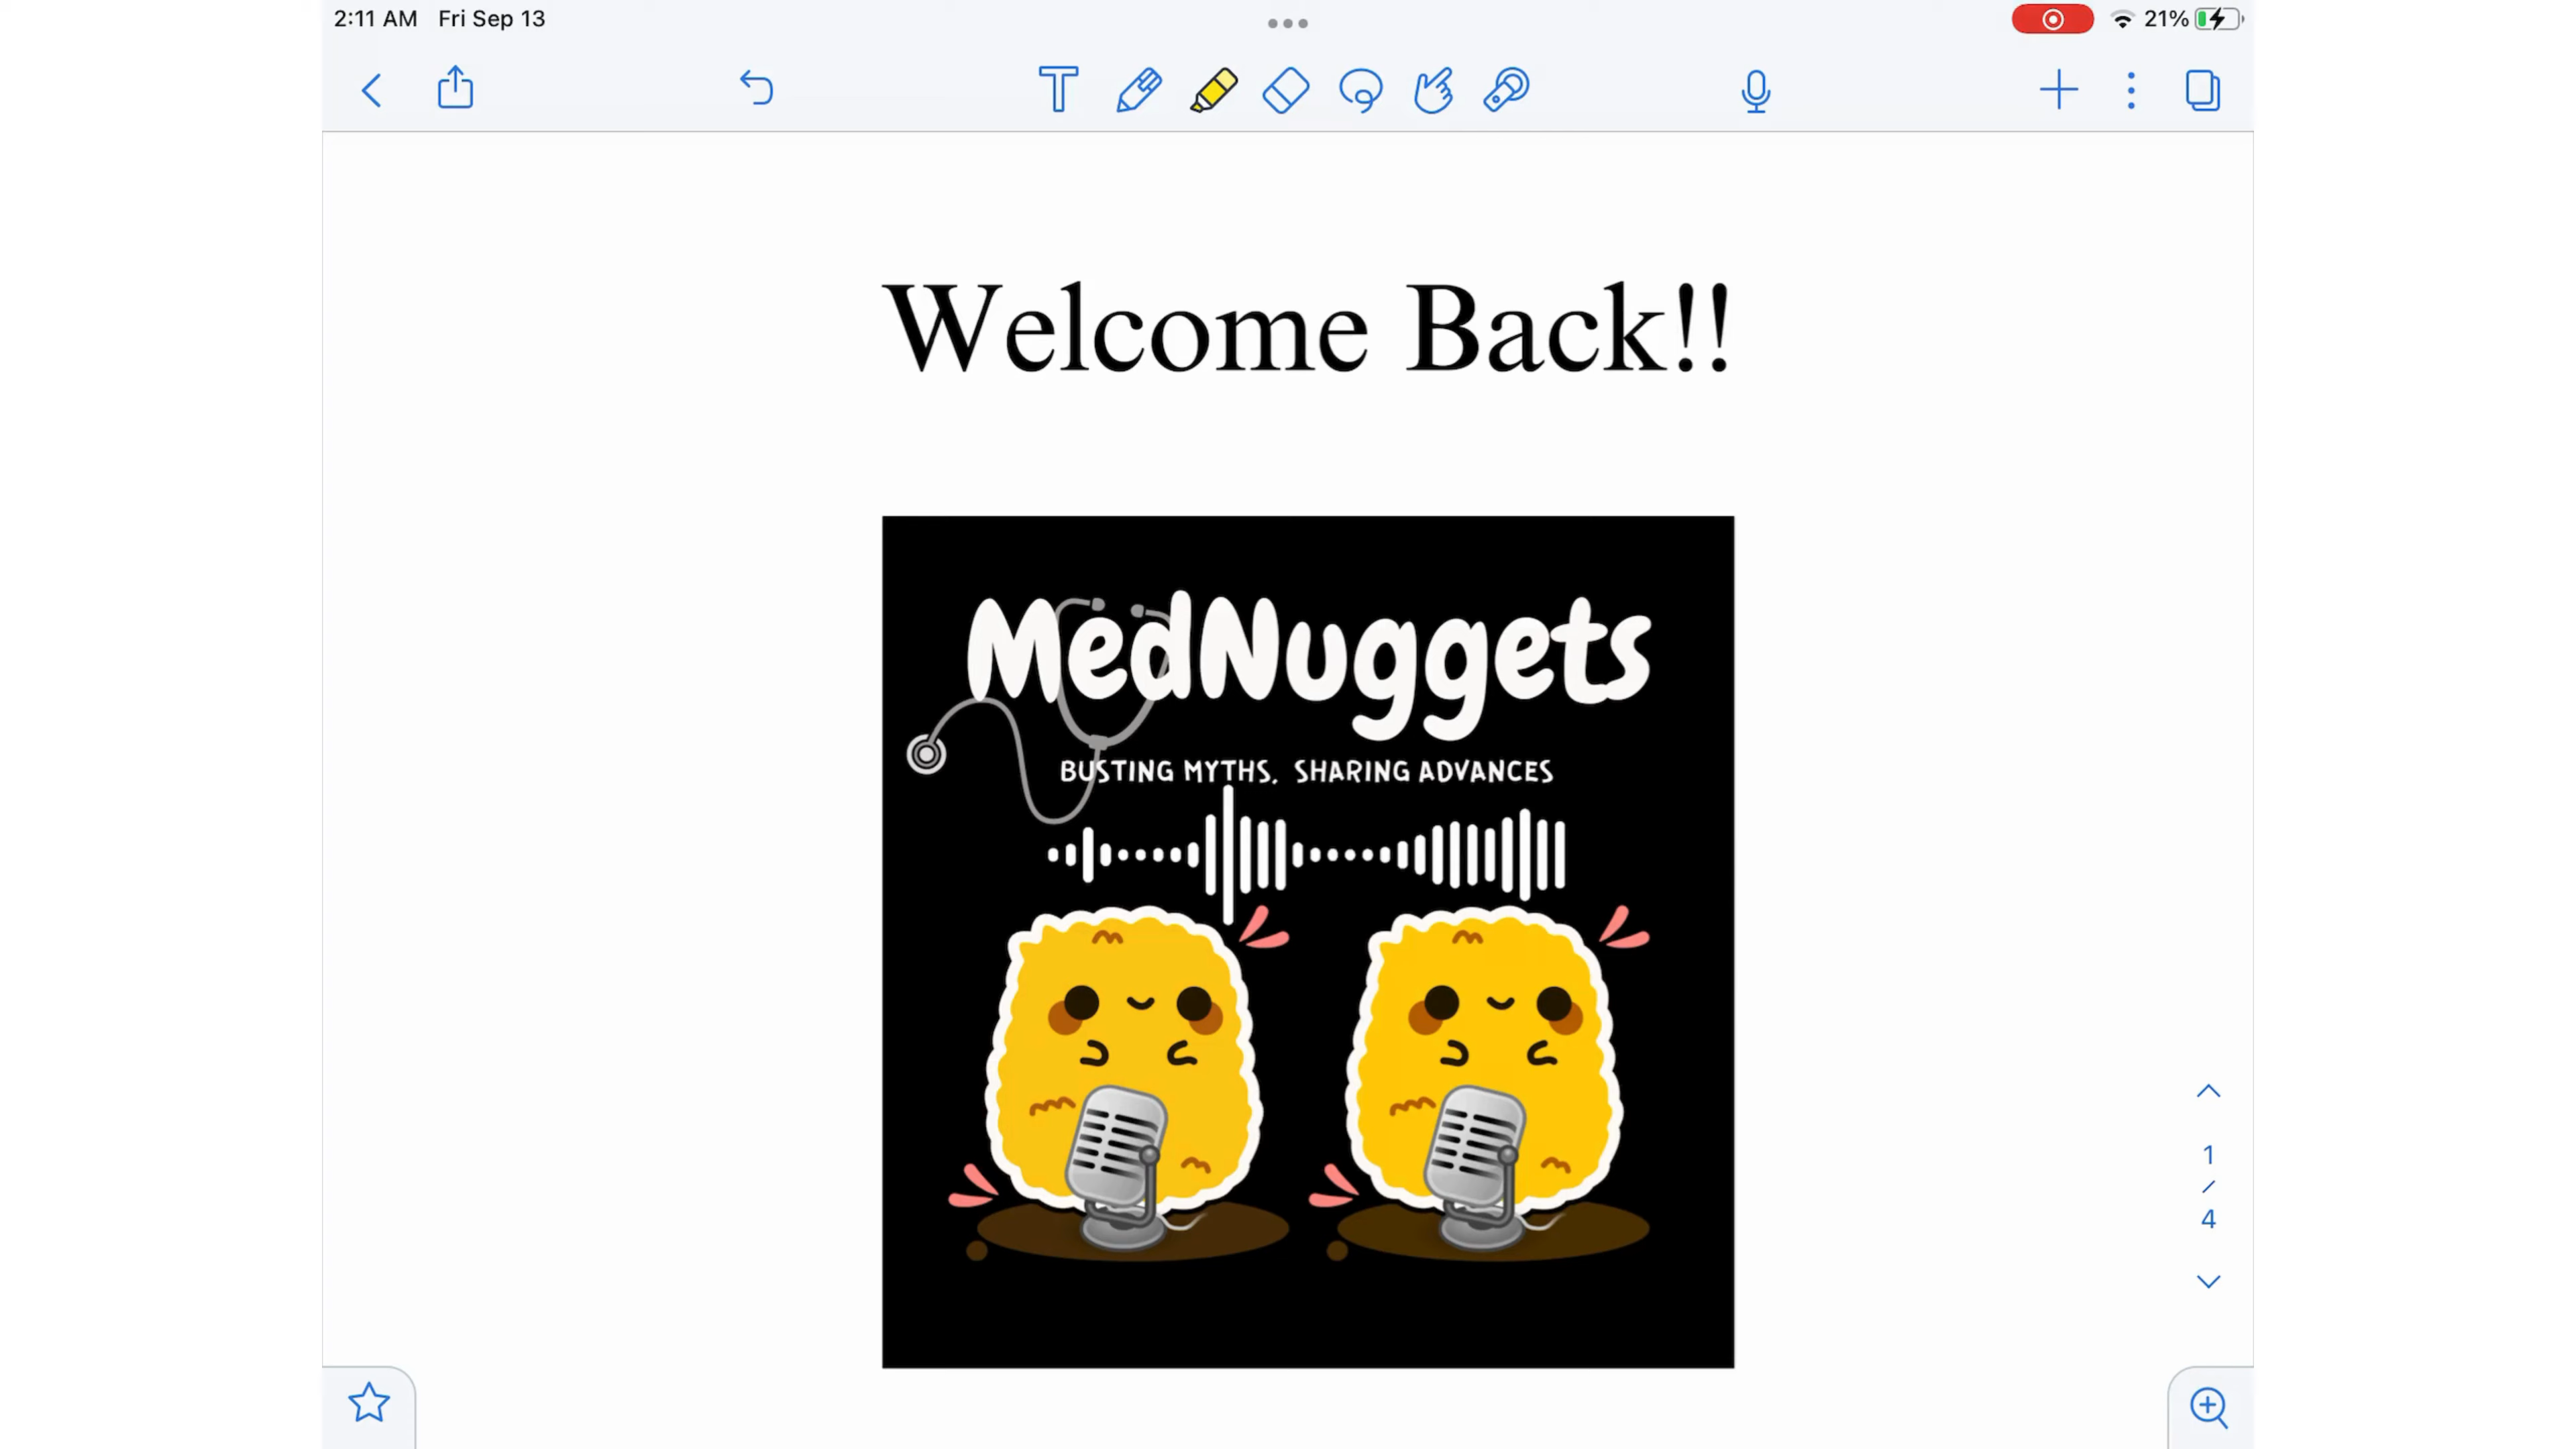 2:11 AM Fri Sep 13
21%
Welcome Back!!
MedNuggets
BUSTING MYTHS, SHARING ADVANCES
1
/
4